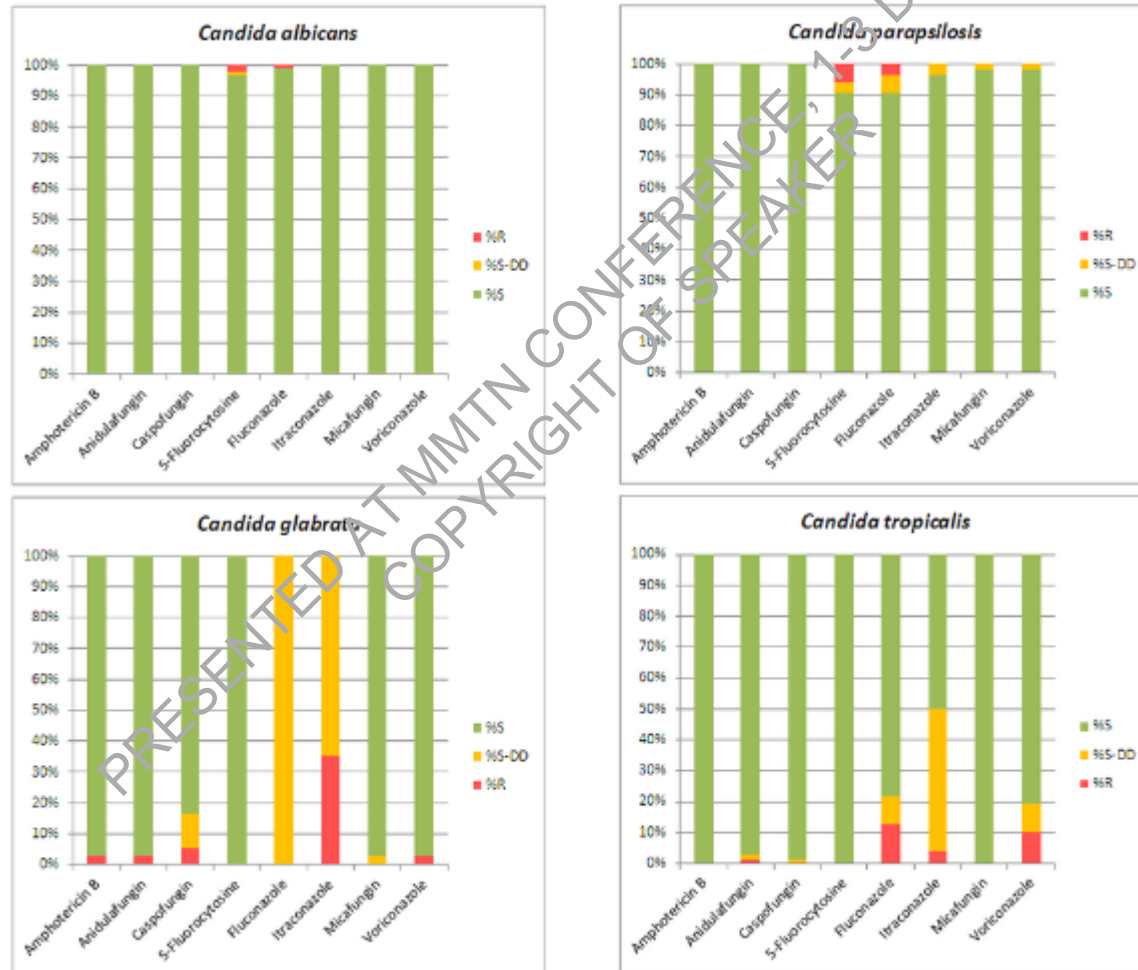 Candida albicans
100%
90%
80%
70%
60%
50%
40%
30%
20%
10%
0%
Amphotericin B
Anidulafungin
Caspofungin
5-Fluorocytosine
Fluconazole
Itraconazole
Micafungin
Voriconazole
%R
%S-DD
%S
Candida parapsilosis
100%
90%
80%
70%
60%
50%
40%
30%
20%
10%
0%
Amphotericin B
Anidulafungin
Caspofungin
5-Fluorocytosine
Fluconazole
Itraconazole
Micafungin
Voriconazole
%R
%S-DD
%S
Candida glabrata
100%
90%
80%
70%
60%
50%
40%
30%
20%
10%
0%
Amphotericin B
Anidulafungin
Caspofungin
5-Fluorocytosine
Fluconazole
Itraconazole
Micafungin
Voriconazole
%S
%S-DD
%R
Candida tropicalis
100%
90%
80%
70%
60%
50%
40%
30%
20%
10%
0%
Amphotericin B
Anidulafungin
Caspofungin
5-Fluorocytosine
Fluconazole
Itraconazole
Micafungin
Voriconazole
%S
%S-DD
%R
PRESENTED AT MMTN CONFERENCE, 1-3 D
COPYRIGHT OF SPEAKER